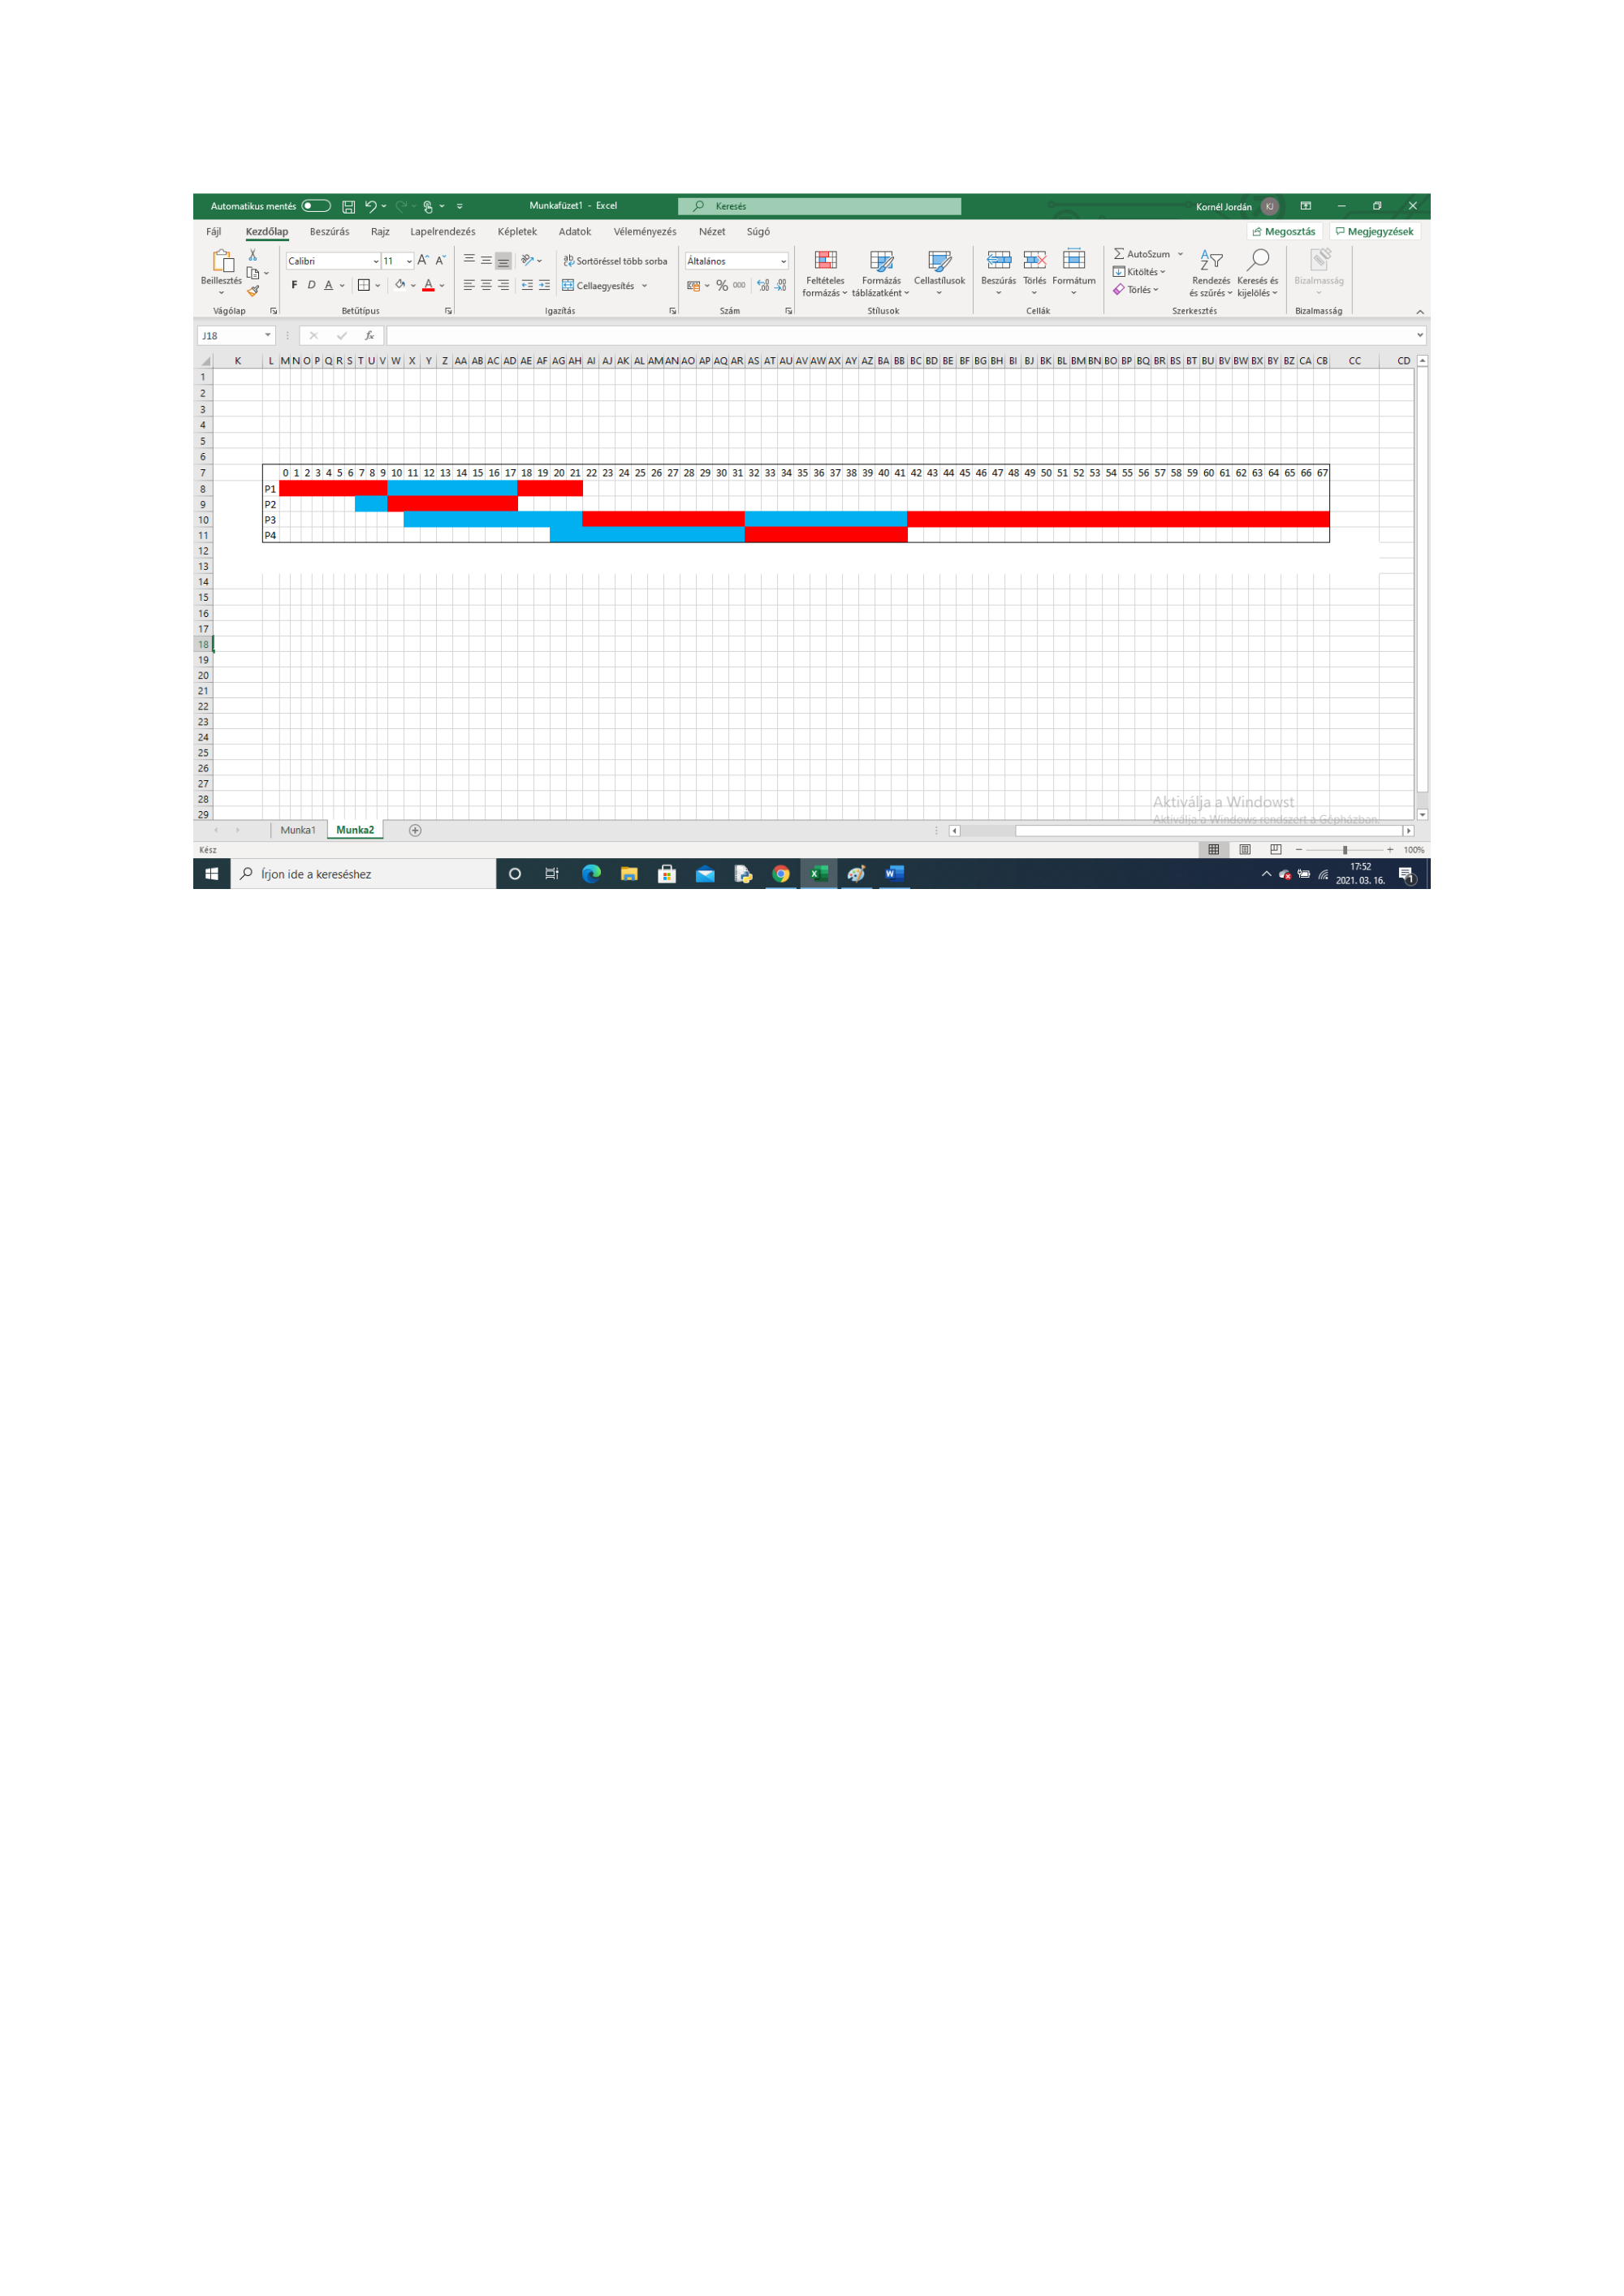 Automatikus mentés Munkafüzet1 - Excel Keresés Kornél Jordán KJ
Fájl Kezdőlap Beszúrás Rajz Lapelrendezés Képletek Adatok Véleményezés Nézet Súgó Megosztás Megjegyzések
Beillesztés Calibri 11 A A Sortöréssel több sorba Általános Feltételes Formázás Cellastílusok Beszúrás Törlés Formátum AutoSzum Rendezés Keresés és Bizalmasság
F D A A Cellaegyesítés % 000 formázás táblázatként Kitöltés és szűrés kijelölés
Törlés
Vágólap Betűtípus Igazítás Szám Stílusok Cellák Szerkesztés Bizalmasság
J18 fx
K L M N O P Q R S T U V W X Y Z AA AB AC AD AE AF AG AH AI AJ AK AL AM AN AO AP AQ AR AS AT AU AV AW AX AY AZ BA BB BC BD BE BF BG BH BI BJ BK BL BM BN BO BP BQ BR BS BT BU BV BW BX BY BZ CA CB CC CD
1
2
3
4
5
6
7 0 1 2 3 4 5 6 7 8 9 10 11 12 13 14 15 16 17 18 19 20 21 22 23 24 25 26 27 28 29 30 31 32 33 34 35 36 37 38 39 40 41 42 43 44 45 46 47 48 49 50 51 52 53 54 55 56 57 58 59 60 61 62 63 64 65 66 67
8 P1
9 P2
10 P3
11 P4
12
13
14
15
16
17
18
19
20
21
22
23
24
25
26
27
28
29
Aktiválja a Windowst
Aktiválja a Windows rendszert a Gépházban.
Munka1 Munka2
Kész 100%
Írjon ide a kereséshez 17:52
2021. 03. 16. 1